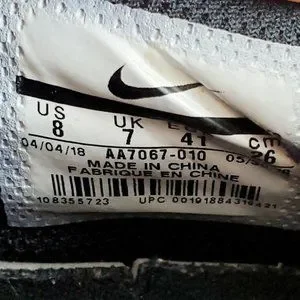 US UK CM
8 7 41 26
04/04/18 AA7067-010
MADE IN CHINA
FABRIQUE EN CHINE
108355723 UPC